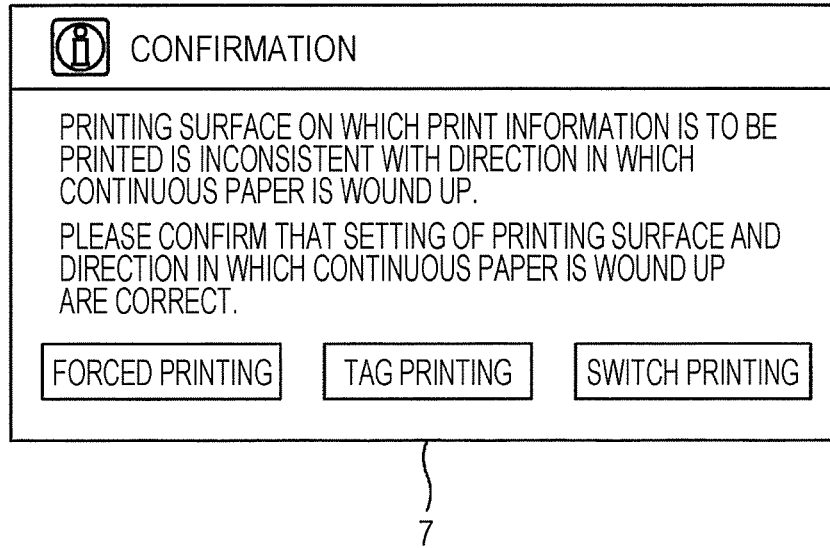 CONFIRMATION
PRINTING SURFACE ON WHICH PRINT INFORMATION IS TO BE
PRINTED IS INCONSISTENT WITH DIRECTION IN WHICH
CONTINUOUS PAPER IS WOUND UP.
PLEASE CONFIRM THAT SETTING OF PRINTING SURFACE AND
DIRECTION IN WHICH CONTINUOUS PAPER IS WOUND UP
ARE CORRECT.
FORCED PRINTING TAG PRINTING SWITCH PRINTING
7